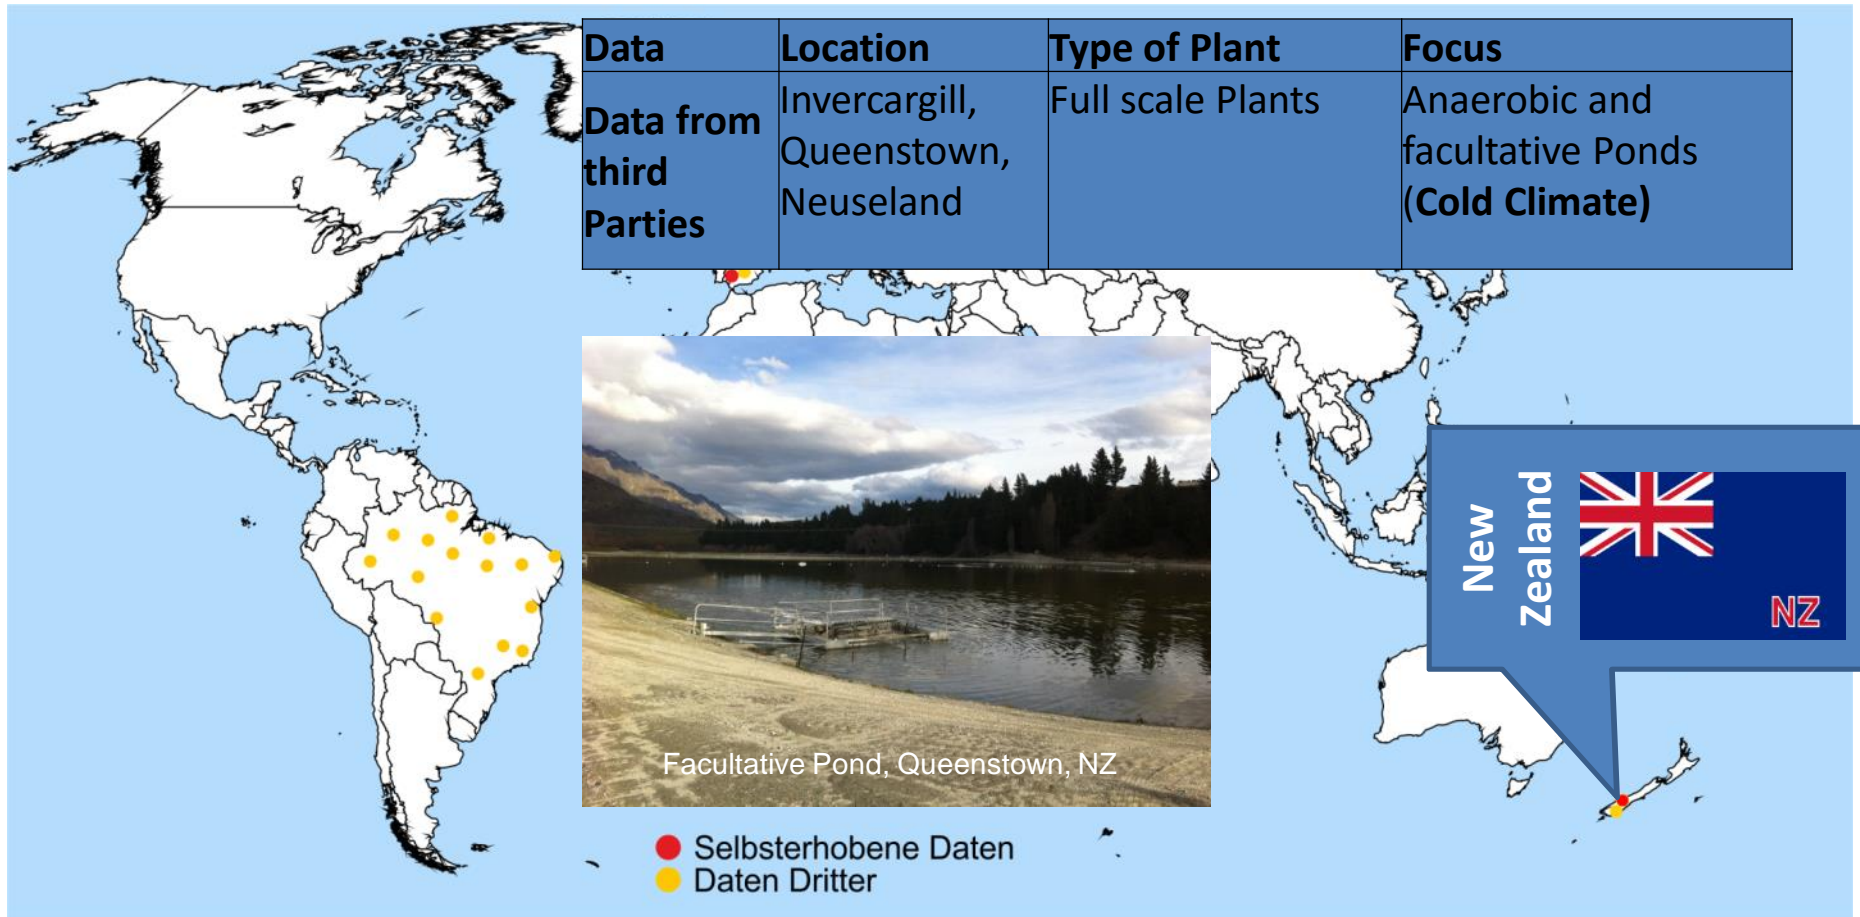 Data Location Type of Plant Focus
Data from
third
Parties
Invercargill,
Queenstown,
Neuseland
Full scale Plants
Anaerobic and
facultative Ponds
(Cold Climate)
New
Zealand
NZ
Facultative Pond, Queenstown, NZ
Selbsterhobene Daten
Daten Dritter